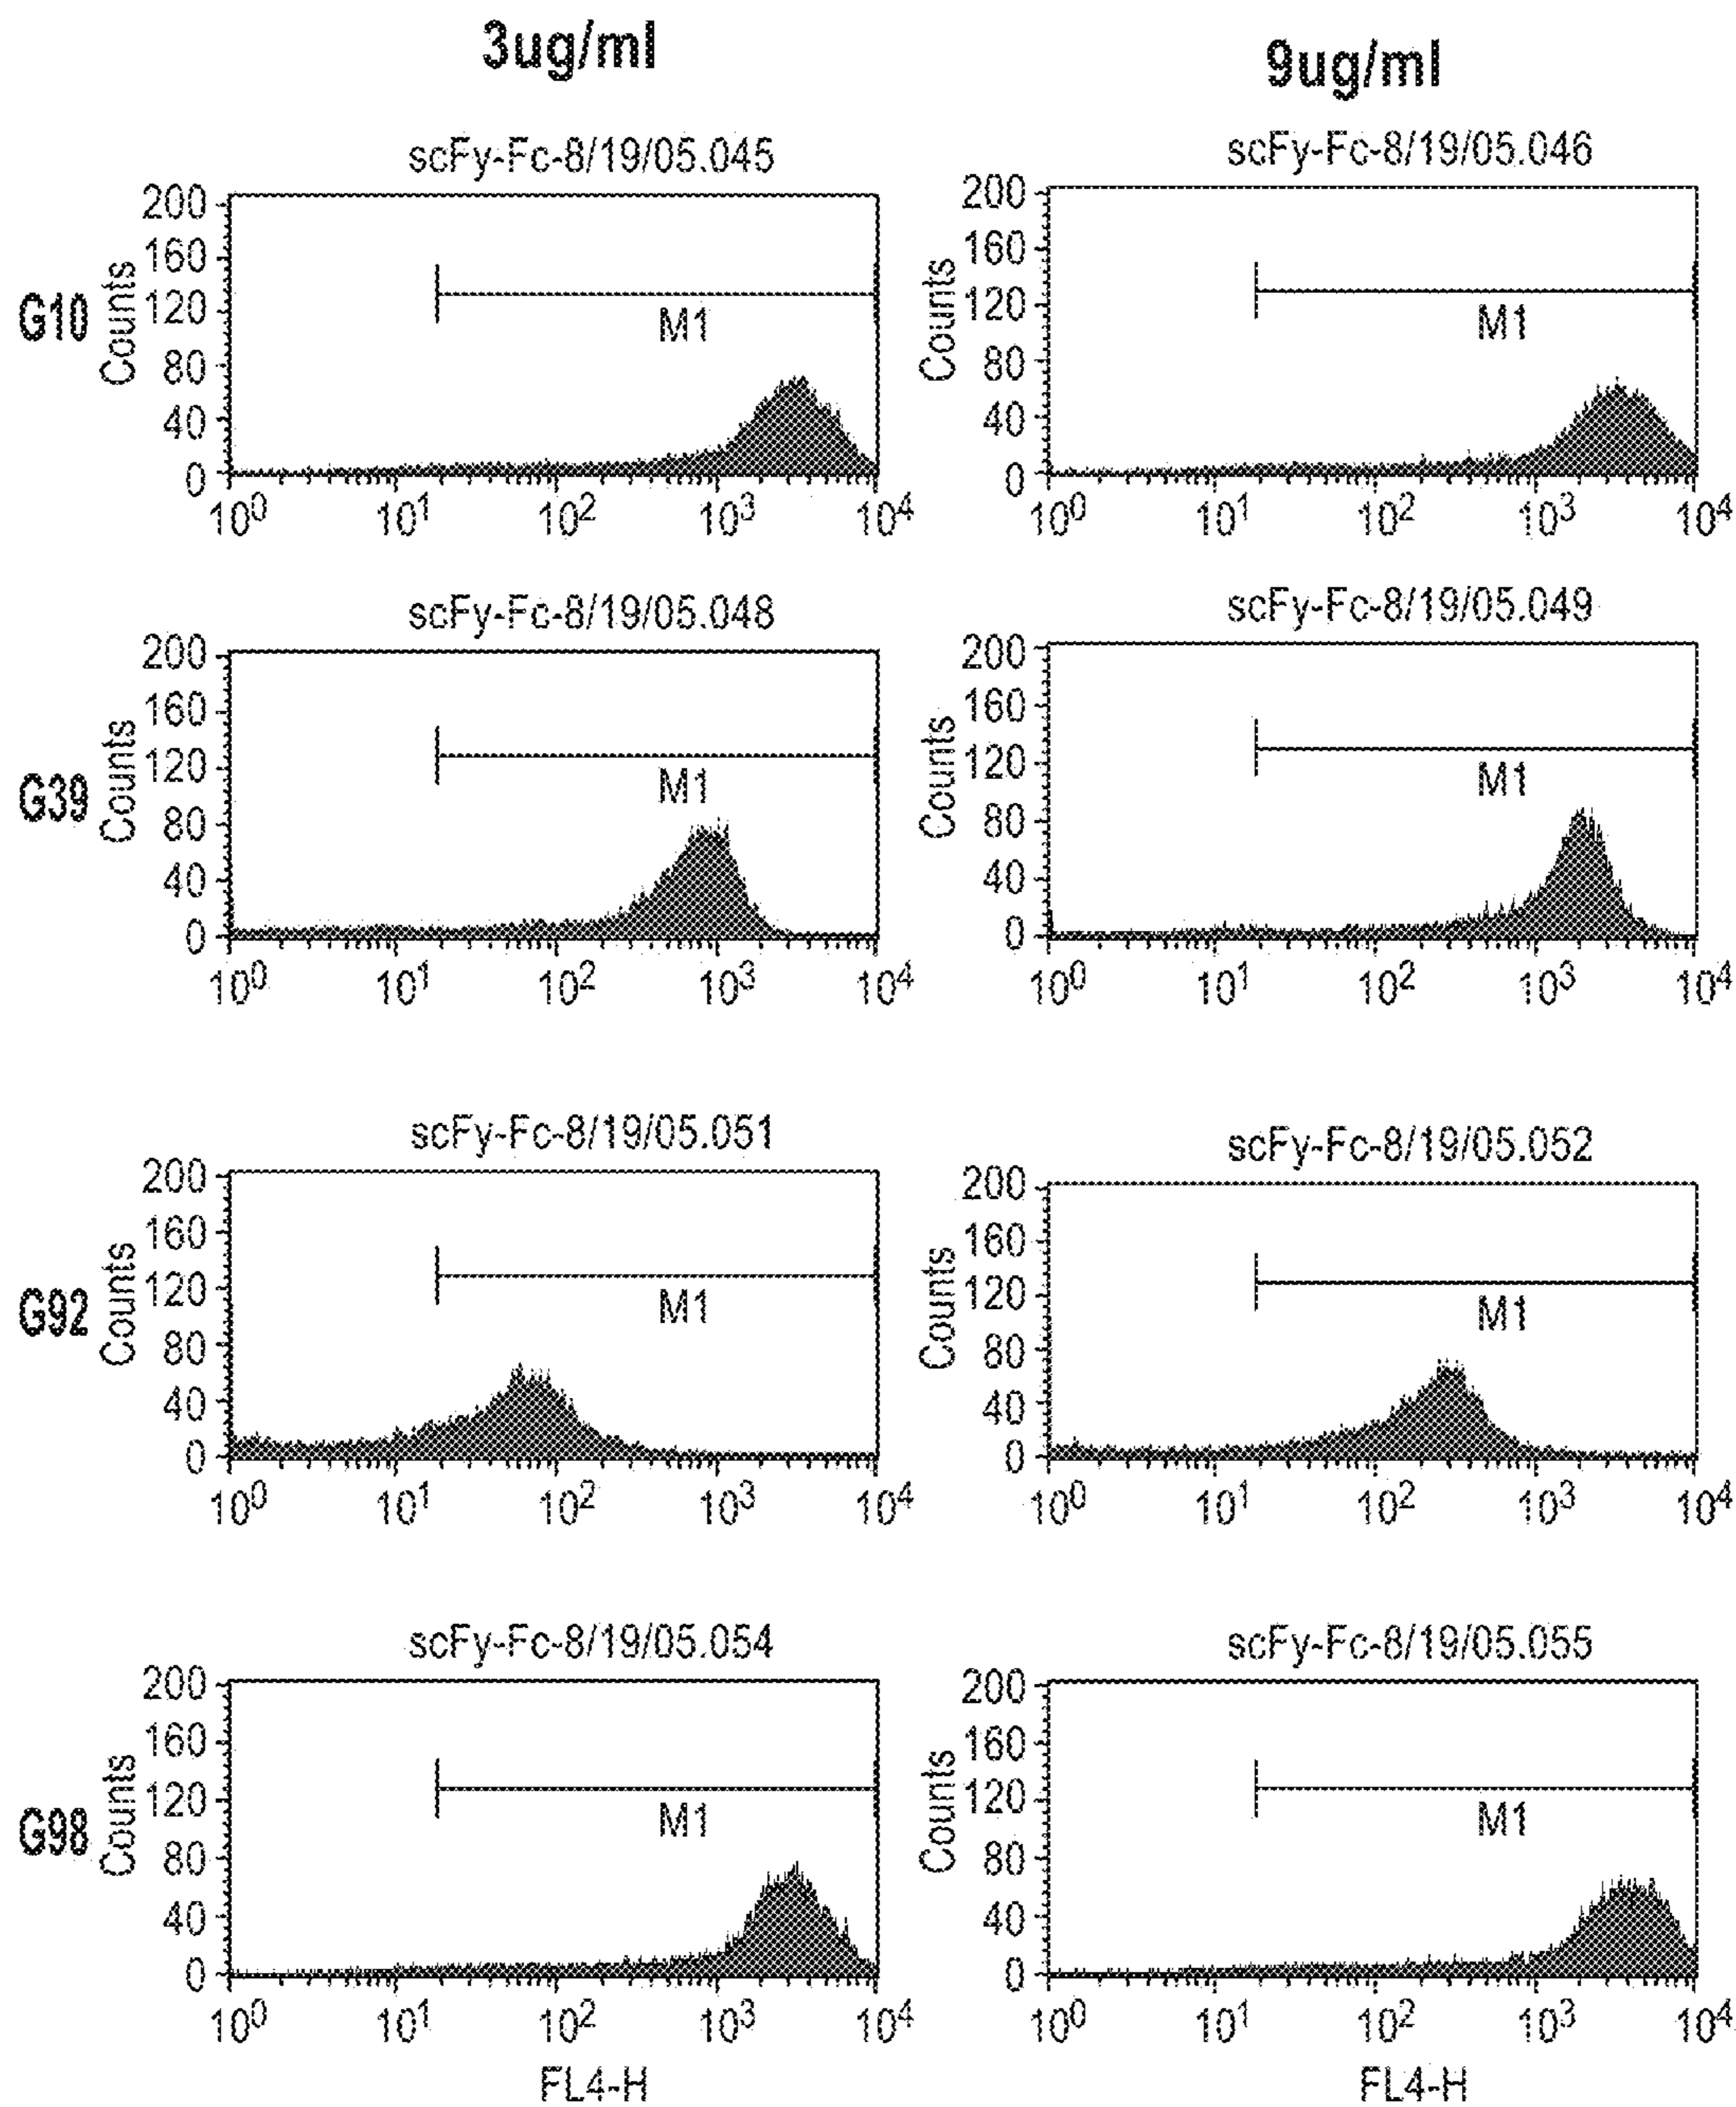 3ug/ml 9ug/ml
scFy-Fc-8/19/05.045 scFy-Fc-8/19/05.046
G10 Counts 200 160 120 80 40 0 M1 Counts 200 160 120 80 40 0 M1
10⁰ 10¹ 10² 10³ 10⁴ 10⁰ 10¹ 10² 10³ 10⁴
scFy-Fc-8/19/05.048 scFy-Fc-8/19/05.049
G39 Counts 200 160 120 80 40 0 M1 Counts 200 160 120 80 40 0 M1
10⁰ 10¹ 10² 10³ 10⁴ 10⁰ 10¹ 10² 10³ 10⁴
scFy-Fc-8/19/05.051 scFy-Fc-8/19/05.052
G92 Counts 200 160 120 80 40 0 M1 Counts 200 160 120 80 40 0 M1
10⁰ 10¹ 10² 10³ 10⁴ 10⁰ 10¹ 10² 10³ 10⁴
scFy-Fc-8/19/05.054 scFy-Fc-8/19/05.055
G98 Counts 200 160 120 80 40 0 M1 Counts 200 160 120 80 40 0 M1
10⁰ 10¹ 10² 10³ 10⁴ 10⁰ 10¹ 10² 10³ 10⁴
FL4-H FL4-H